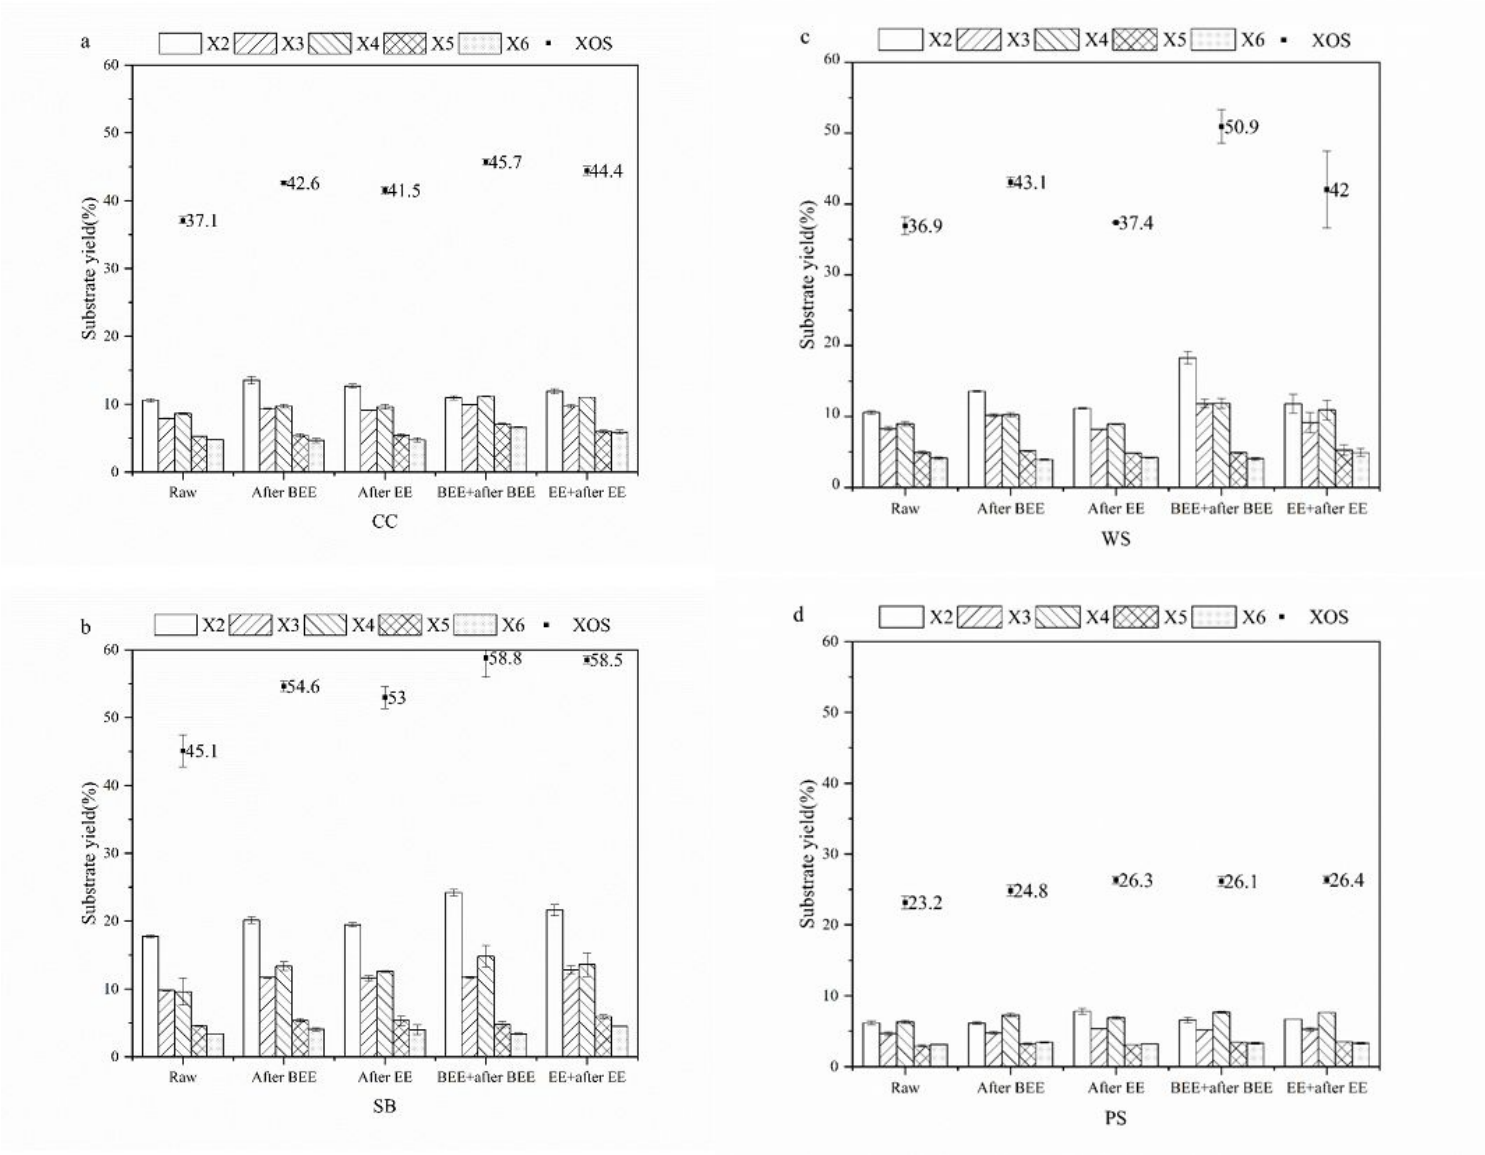 a
X2 X3 X4 X5 X6 XOS
60
50
40
30
20
10
0
Substrate yield(%)
37.1
42.6
41.5
45.7
44.4
Raw After BEE After EE BEE+after BEE EE+after EE
CC
c
X2 X3 X4 X5 X6 XOS
60
50
40
30
20
10
0
Substrate yield(%)
36.9
43.1
37.4
50.9
42
Raw After BEE After EE BEE+after BEE EE+after EE
WS
b
X2 X3 X4 X5 X6 XOS
60
50
40
30
20
10
0
Substrate yield(%)
45.1
54.6
53
58.8
58.5
Raw After BEE After EE BEE+after BEE EE+after EE
SB
d
X2 X3 X4 X5 X6 XOS
60
50
40
30
20
10
0
Substrate yield(%)
23.2
24.8
26.3
26.1
26.4
Raw After BEE After EE BEE+after BEE EE+after EE
PS